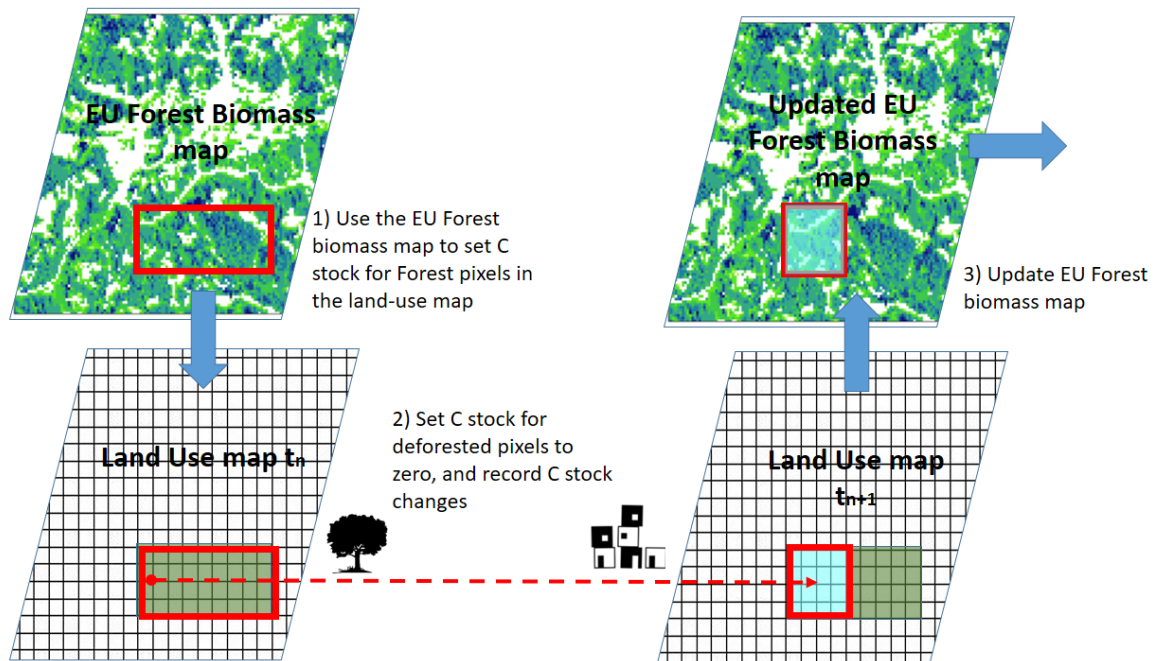 EU Forest Biomass
map
1) Use the EU Forest
biomass map to set C
stock for Forest pixels in
the land-use map
Updated EU
Forest Biomass
map
3) Update EU Forest
biomass map
Land Use map tn
2) Set C stock for
deforested pixels to
zero, and record C stock
changes
Land Use map
tn+1